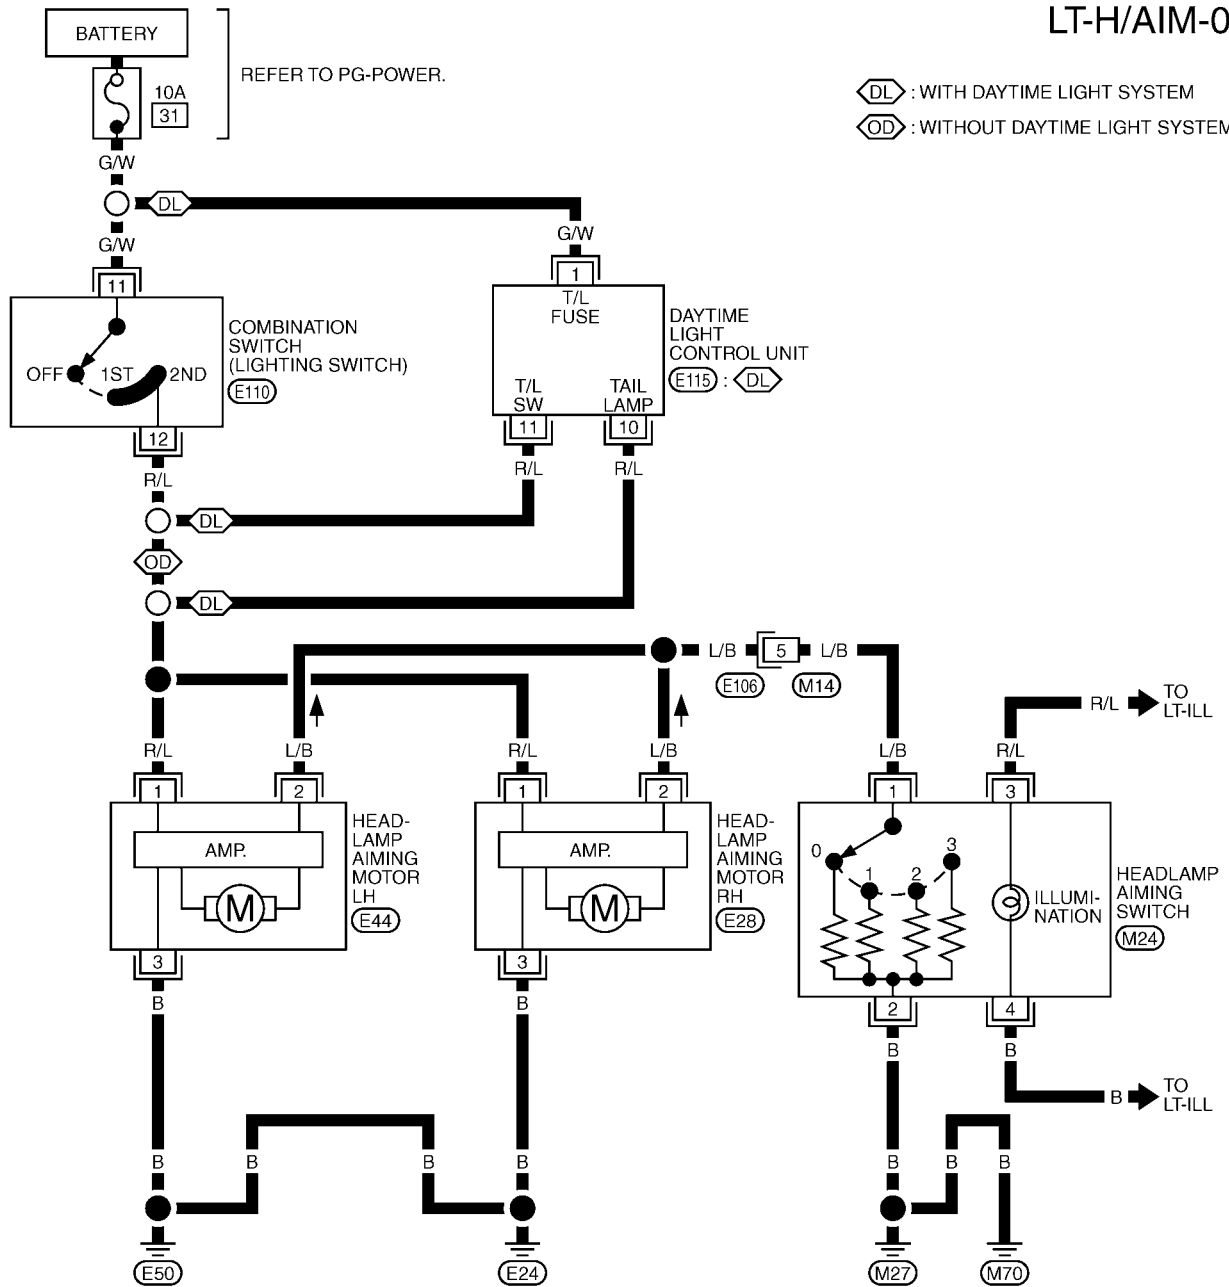 LT-H/AIM-0
BATTERY
REFER TO PG-POWER.
10A
31
DL : WITH DAYTIME LIGHT SYSTEM
OD : WITHOUT DAYTIME LIGHT SYSTEM
G/W
DL
G/W
G/W
11
1
T/L
FUSE
COMBINATION
SWITCH
(LIGHTING SWITCH)
E110
OFF 1ST 2ND
DAYTIME
LIGHT
CONTROL UNIT
E115 : DL
T/L
SW
TAIL
LAMP
12
11
10
R/L
R/L
R/L
DL
OD
DL
L/B
5
L/B
E106
M14
R/L
TO
LT-ILL
R/L
L/B
R/L
L/B
L/B
R/L
1
2
1
2
1
3
AMP.
M
HEAD-
LAMP
AIMING
MOTOR
LH
E44
AMP.
M
HEAD-
LAMP
AIMING
MOTOR
RH
E28
0
1
2
3
ILLUMI-
NATION
HEADLAMP
AIMING
SWITCH
M24
3
3
2
4
B
B
B
B
B
TO
LT-ILL
B
B
B
B
B
B
B
E50
E24
M27
M70